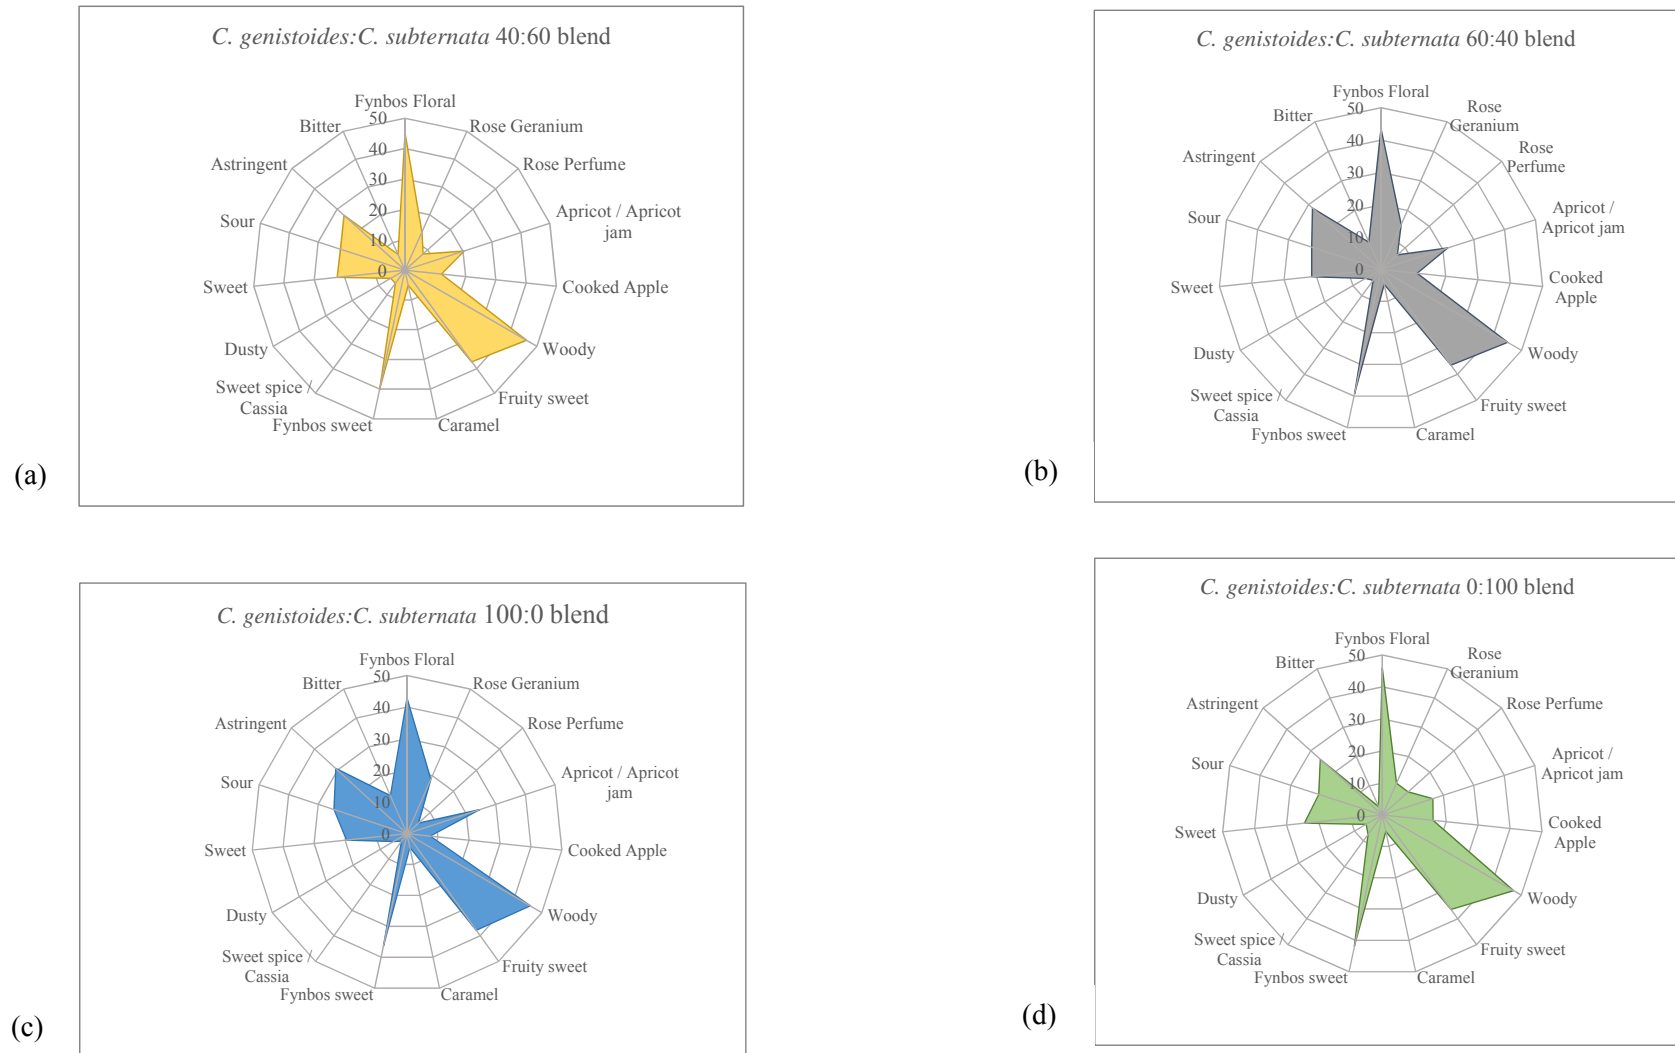 C. genistoides:C. subternata 40:60 blend
Fynbos Floral
Rose Geranium
Rose Perfume
Apricot / Apricot
jam
Cooked Apple
Woody
Fruity sweet
Caramel
Fynbos sweet
Sweet spice /
Cassia
Dusty
Sweet
Sour
Astringent
Bitter
50
40
30
20
10
0
(a)
C. genistoides:C. subternata 60:40 blend
Fynbos Floral
Rose
Geranium
Rose
Perfume
Apricot /
Apricot jam
Cooked
Apple
Woody
Fruity sweet
Caramel
Fynbos sweet
Sweet spice /
Cassia
Dusty
Sweet
Sour
Astringent
Bitter
50
40
30
20
10
0
(b)
C. genistoides:C. subternata 100:0 blend
Fynbos Floral
Rose Geranium
Rose Perfume
Apricot / Apricot
jam
Cooked Apple
Woody
Fruity sweet
Caramel
Fynbos sweet
Sweet spice /
Cassia
Dusty
Sweet
Sour
Astringent
Bitter
50
40
30
20
10
0
(c)
C. genistoides:C. subternata 0:100 blend
Fynbos Floral
Rose
Geranium
Rose Perfume
Apricot /
Apricot jam
Cooked
Apple
Woody
Fruity sweet
Caramel
Fynbos sweet
Sweet spice /
Cassia
Dusty
Sweet
Sour
Astringent
Bitter
50
40
30
20
10
0
(d)